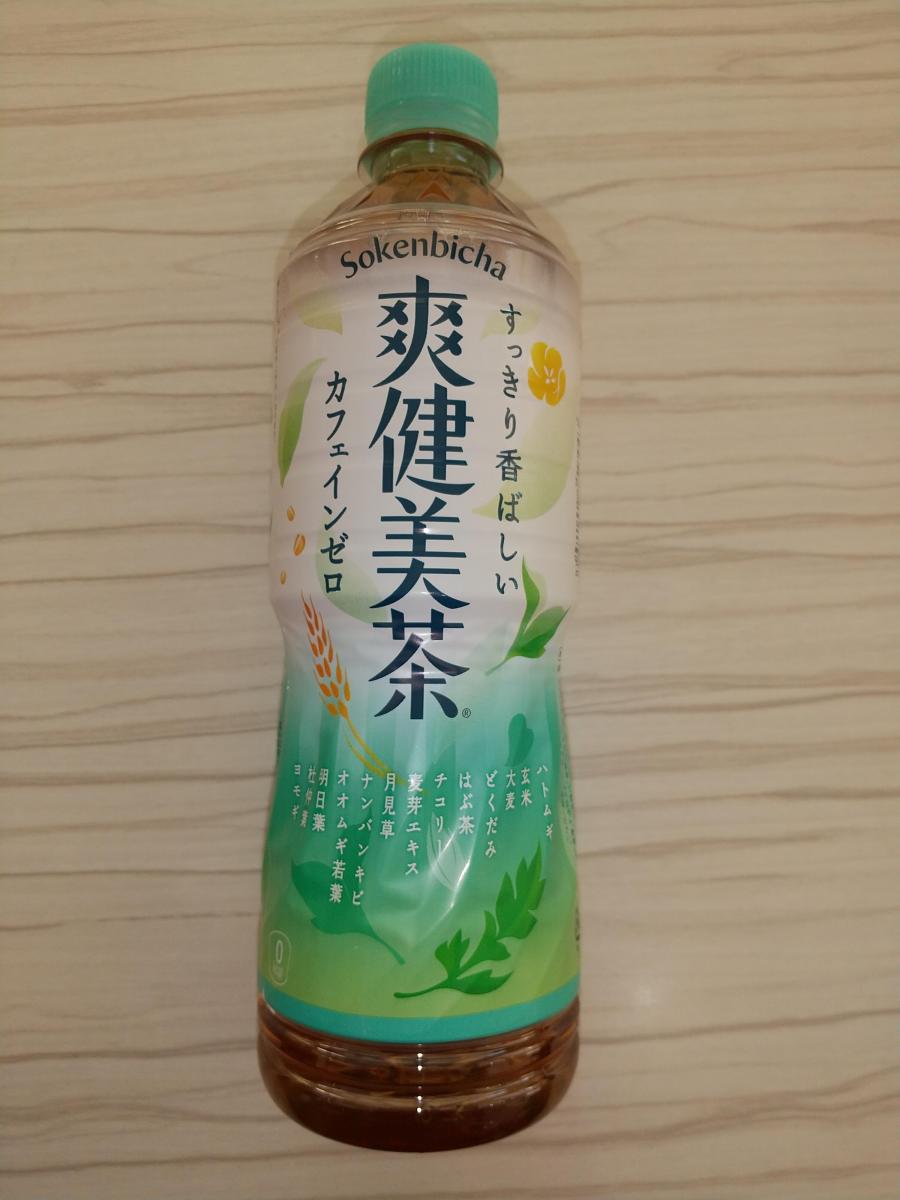 Sokenbicha
すっきり香ばしい
爽健美茶®
カフェインゼロ
ハトムギ
玄米
大麦
どくだみ
はぶ茶
チコリー
麦芽エキス
月見草
ナンバンキビ
オオムギ若葉
明日葉
杜仲葉
ヨモギ
0